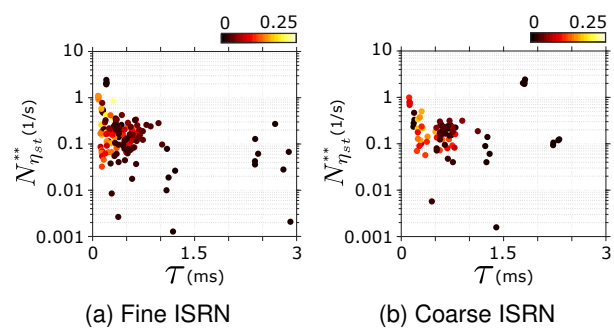 0 0.25
0 0.25
10
1
0.1
0.01
0.001
N**ηst (1/s)
0 1.5 3
τ (ms)
(a) Fine ISRN
10
1
0.1
0.01
0.001
N**ηst (1/s)
0 1.5 3
τ (ms)
(b) Coarse ISRN